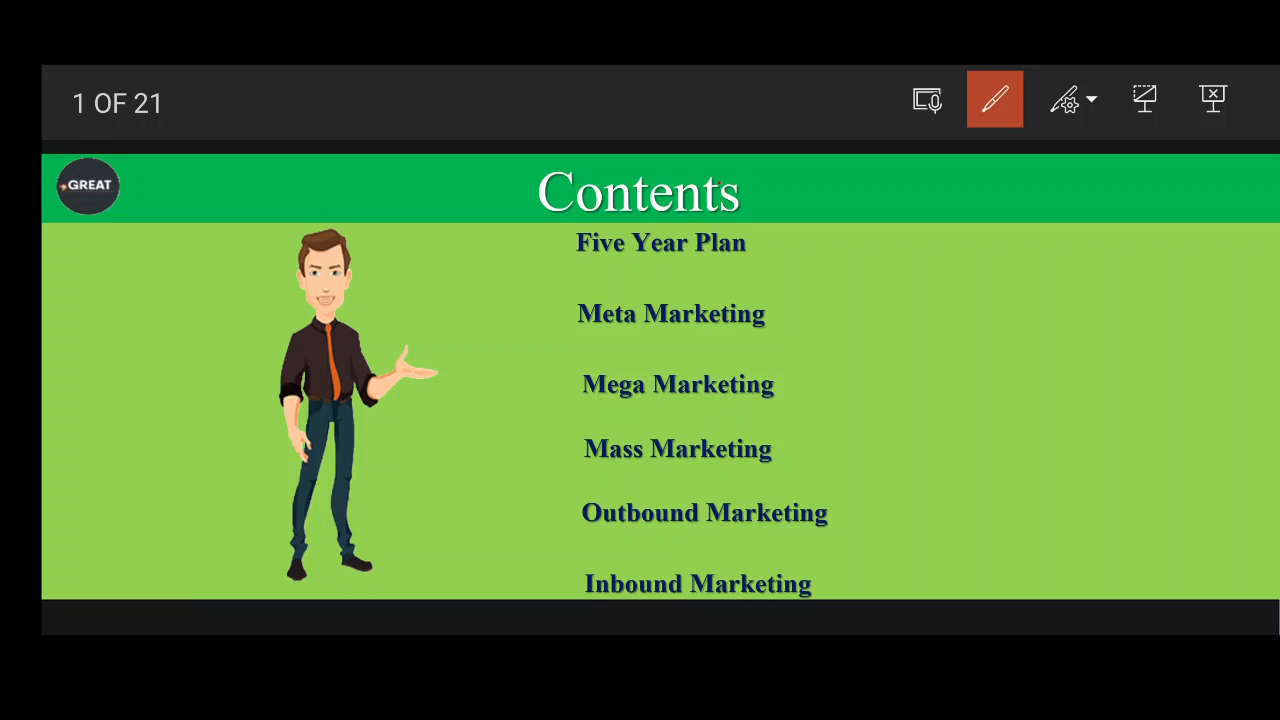 1 OF 21
GREAT
Contents
Five Year Plan
Meta Marketing
Mega Marketing
Mass Marketing
Outbound Marketing
Inbound Marketing